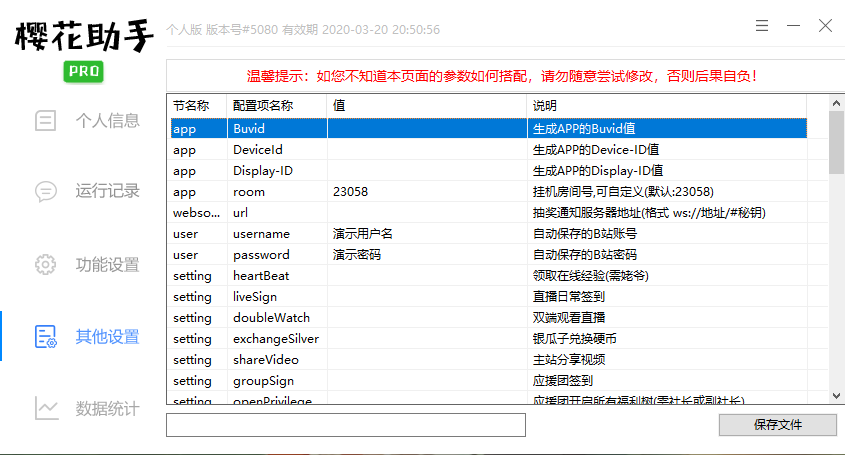 樱花助手
PRO
个人版 版本号#5080 有效期 2020-03-20 20:50:56
温馨提示：如您不知道本页面的参数如何搭配，请勿随意尝试修改，否则后果自负！
个人信息
运行记录
功能设置
其他设置
数据统计
节名称 配置项名称 值 说明
app Buvid 生成APP的Buvid值
app DeviceId 生成APP的Device-ID值
app Display-ID 生成APP的Display-ID值
app room 23058 挂机房间号,可自定义(默认:23058)
webso... url 抽奖通知服务器地址(格式 ws://地址/#秘钥)
user username 演示用户名 自动保存的B站账号
user password 演示密码 自动保存的B站密码
setting heartBeat 领取在线经验(需姥爷)
setting liveSign 直播日常签到
setting doubleWatch 双端观看直播
setting exchangeSilver 银瓜子兑换硬币
setting shareVideo 主站分享视频
setting groupSign 应援团签到
setting openPrivilege 应援团开启所有福利树(需社长或副社长)
保存文件